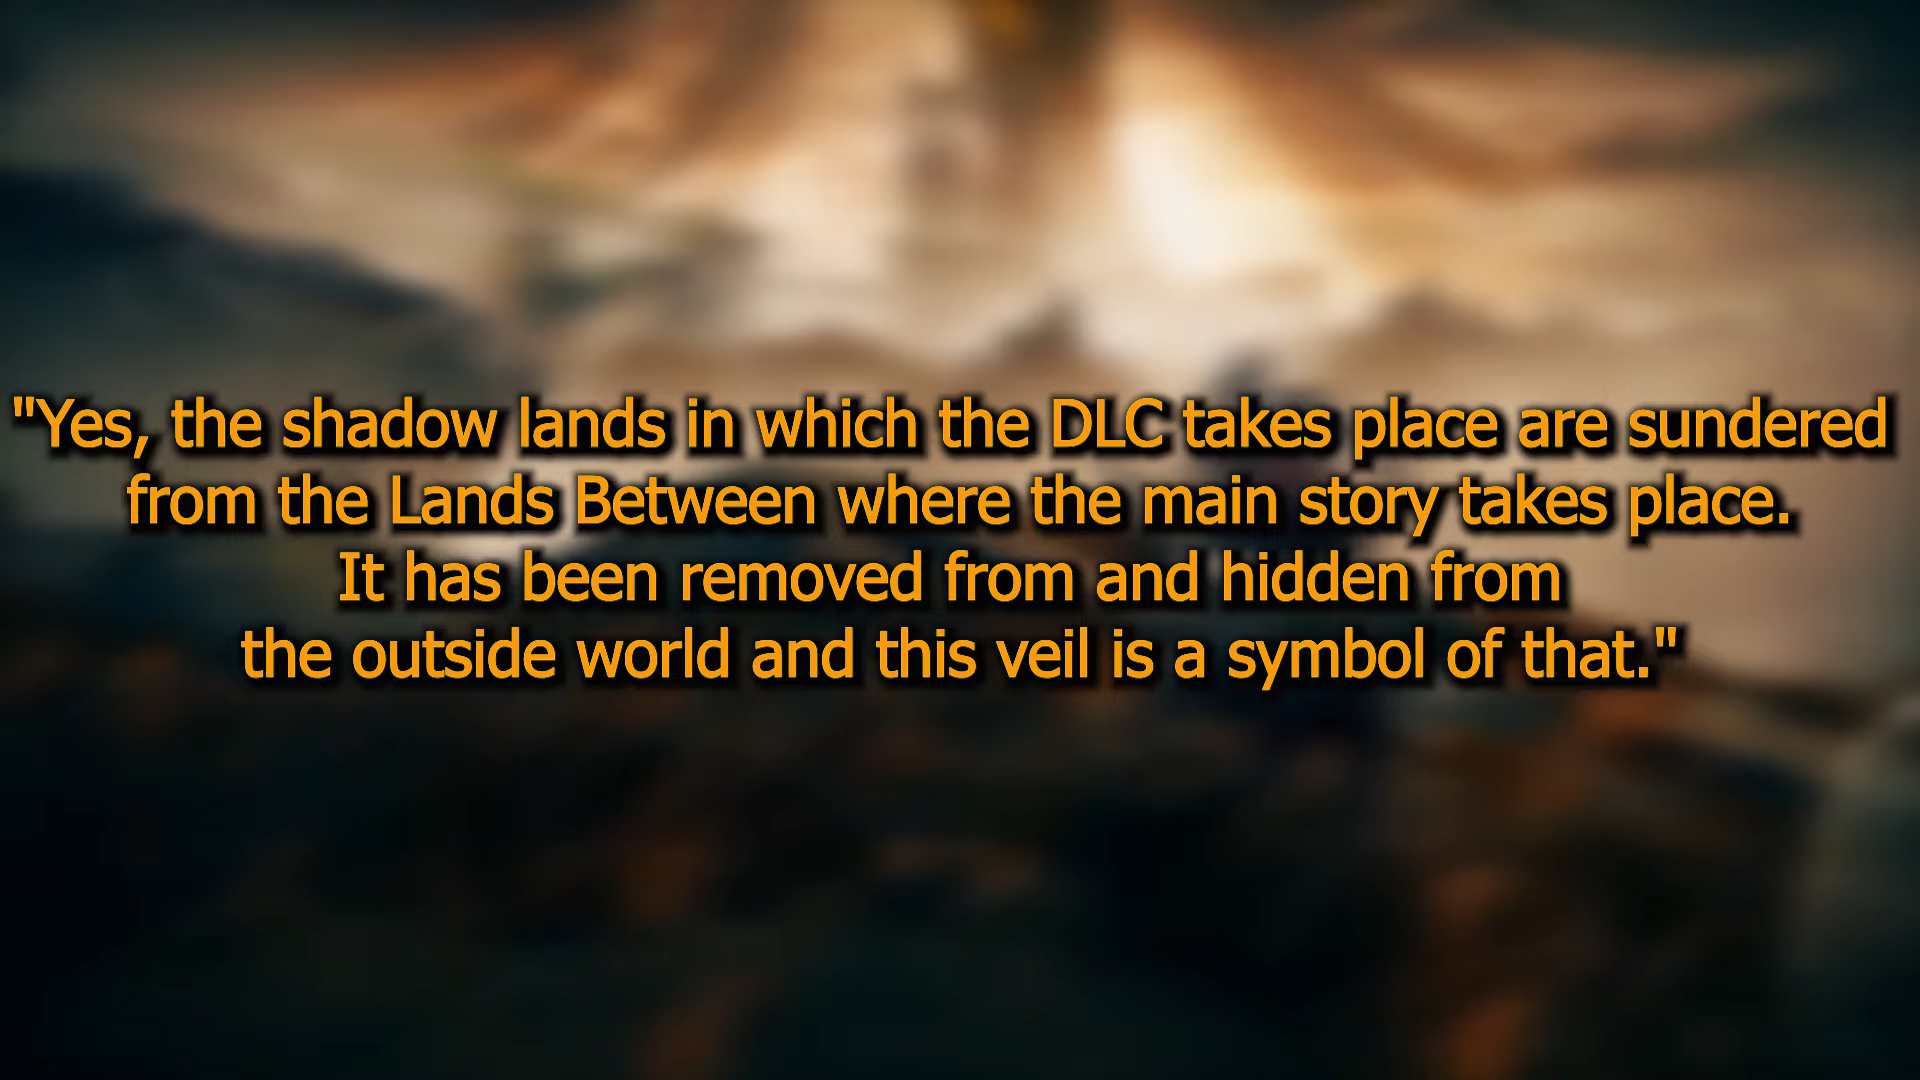 "Yes, the shadow lands in which the DLC takes place are sundered
from the Lands Between where the main story takes place.
It has been removed from and hidden from
the outside world and this veil is a symbol of that."